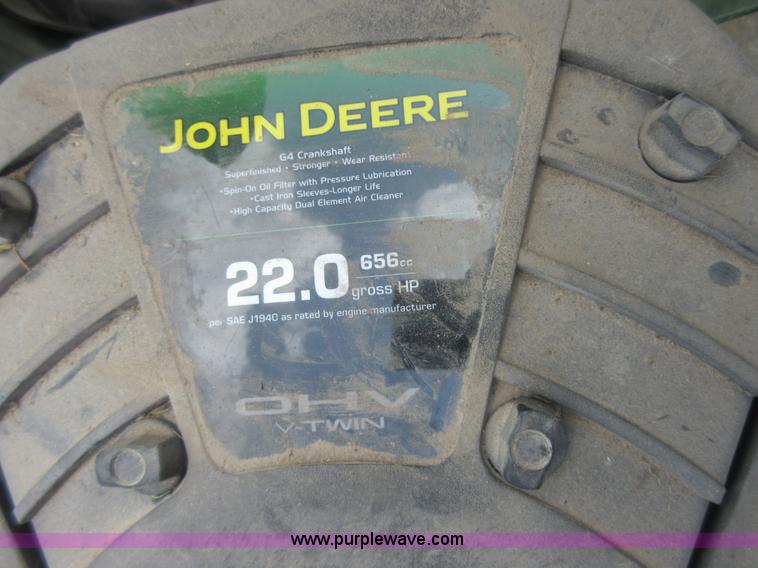 JOHN DEERE
G4 Crankshaft
Superfinished • Stronger • Wear Resistant
•Spin-On Oil Filter with Pressure Lubrication
•Cast Iron Sleeves-Longer Life
•High Capacity Dual Element Air Cleaner
22.0 656cc
gross HP
per SAE J1940 as rated by engine manufacturer
OHV
V-TWIN
www.purplewave.com